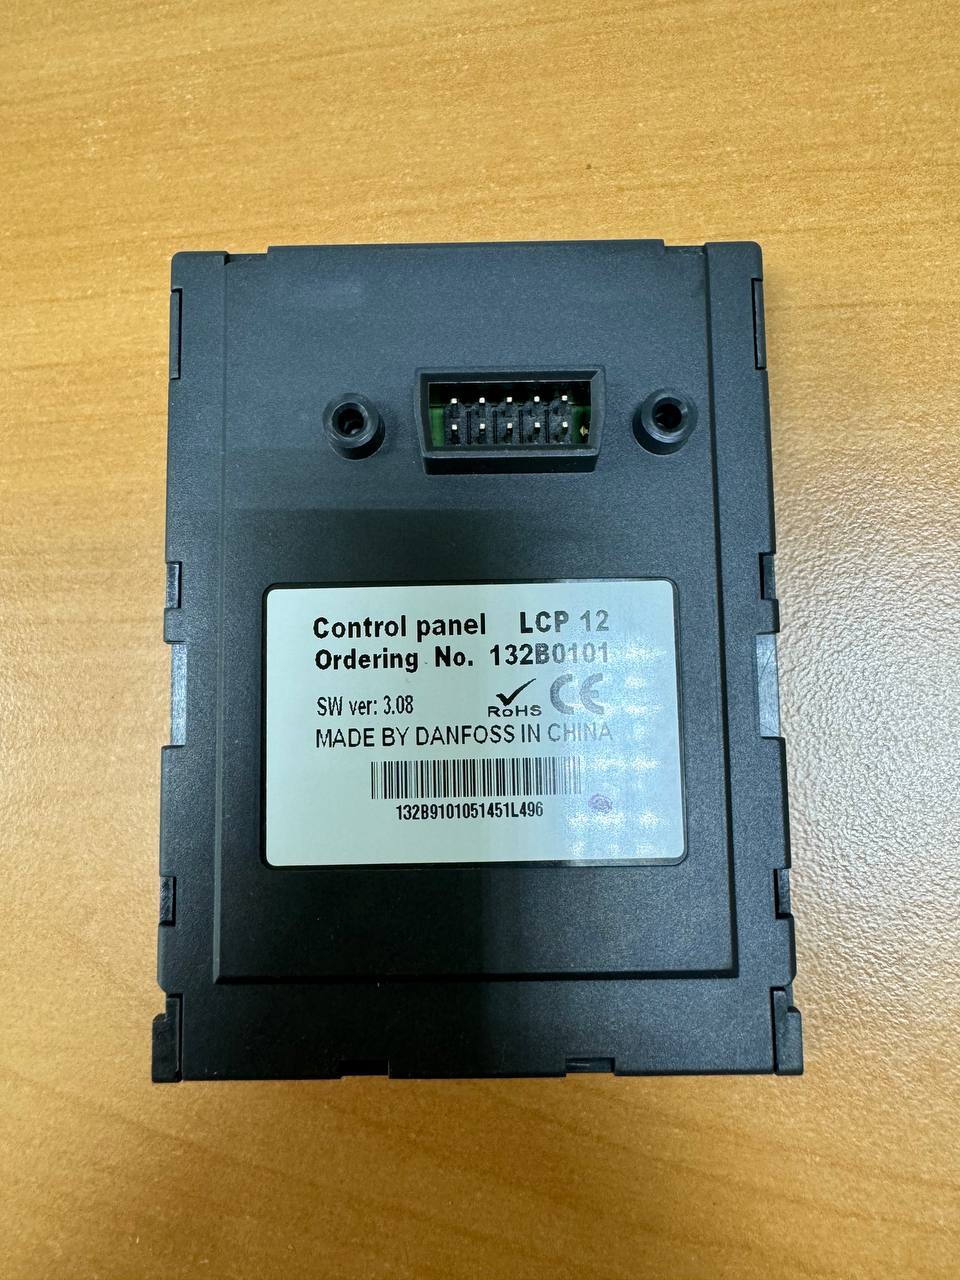 Control panel LCP 12
Ordering No. 132B0101
SW ver: 3.08
RoHS CE
MADE BY DANFOSS IN CHINA
132B9101051451L496